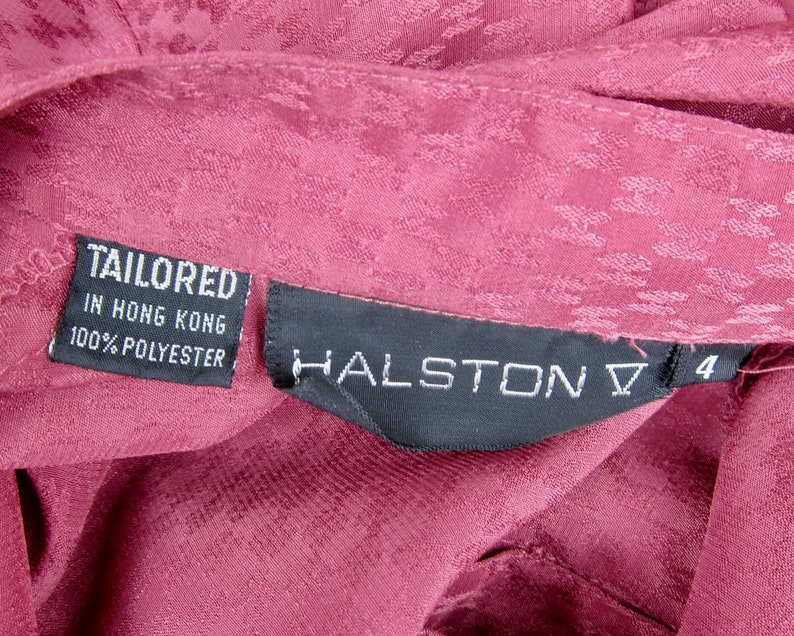 TAILORED
IN HONG KONG
100% POLYESTER
HALSTON V
4